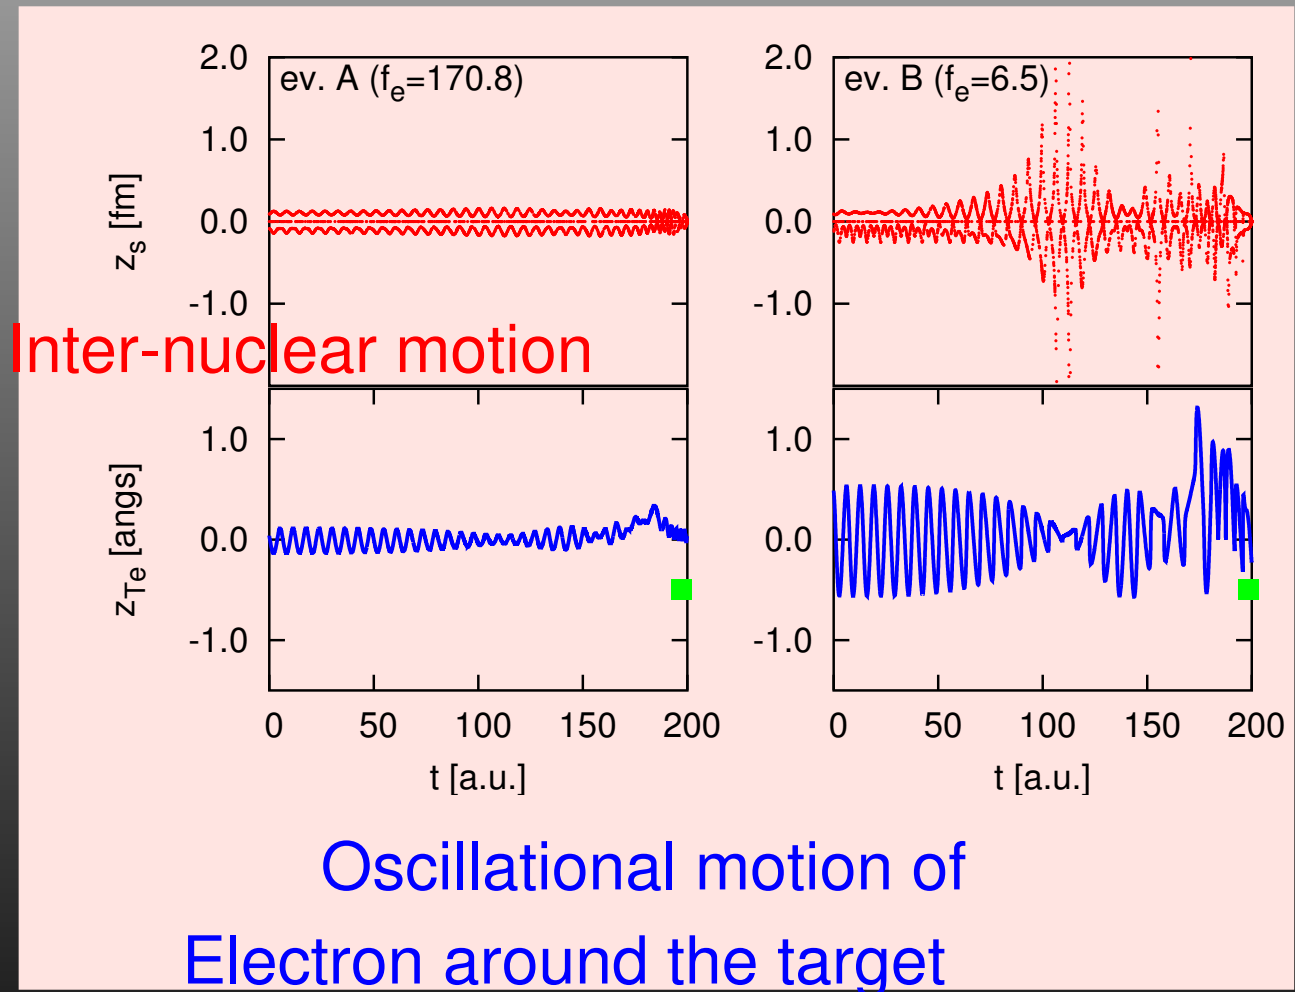 ev. A (fe=170.8)
ev. B (fe=6.5)
2.0
1.0
0.0
-1.0
zs [fm]
2.0
1.0
0.0
-1.0
Inter-nuclear motion
1.0
0.0
-1.0
zTe [angs]
1.0
0.0
-1.0
0 50 100 150 200
0 50 100 150 200
t [a.u.]
t [a.u.]
Oscillational motion of
Electron around the target